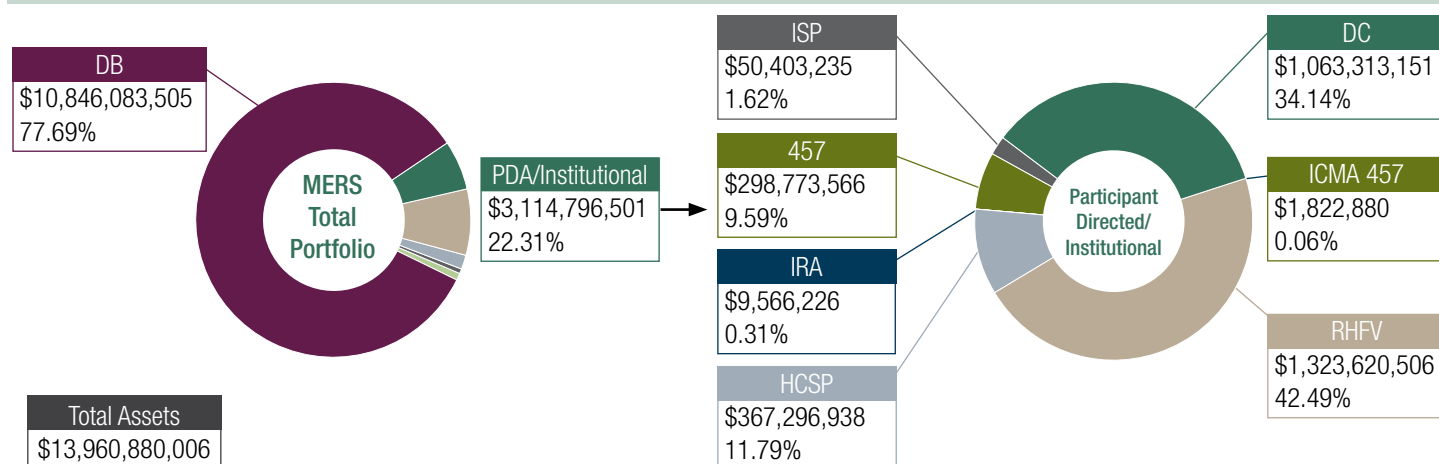 DB
$10,846,083,505
77.69%
MERS
Total
Portfolio
PDA/Institutional
$3,114,796,501
22.31%
Total Assets
$13,960,880,006
ISP
$50,403,235
1.62%
457
$298,773,566
9.59%
IRA
$9,566,226
0.31%
HCSP
$367,296,938
11.79%
Participant
Directed/
Institutional
DC
$1,063,313,151
34.14%
ICMA 457
$1,822,880
0.06%
RHFV
$1,323,620,506
42.49%